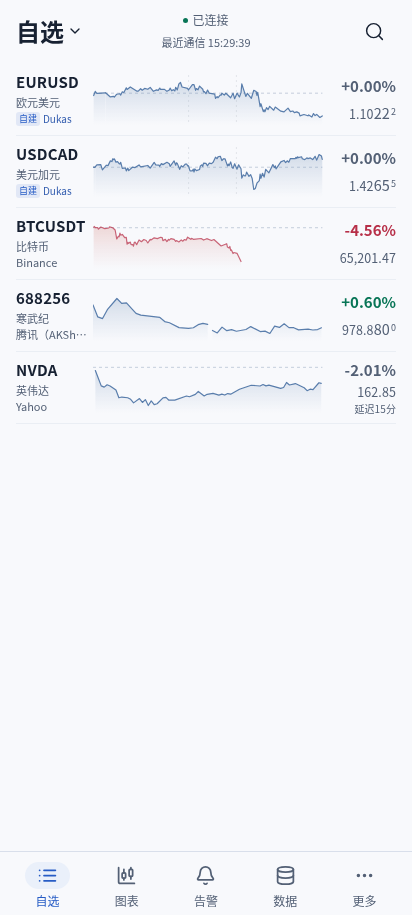 自选
已连接
最近通信 15:29:39
EURUSD
欧元美元
自建 Dukas
+0.00%
1.1022²
USDCAD
美元加元
自建 Dukas
+0.00%
1.4265⁵
BTCUSDT
比特币
Binance
-4.56%
65,201.47
688256
寒武纪
腾讯（AKSh…
+0.60%
978.880⁰
NVDA
英伟达
Yahoo
-2.01%
162.85
延迟15分
自选
图表
告警
数据
更多